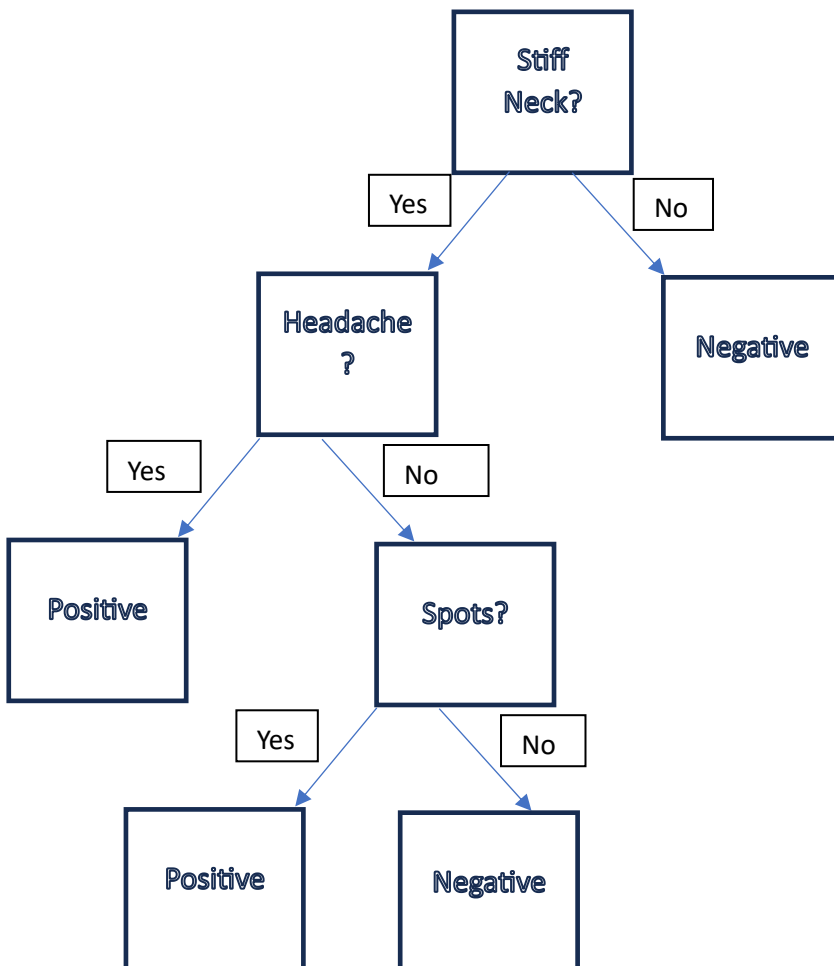 Stiff
Neck?
Yes
No
Headache
?
Negative
Yes
No
Positive
Spots?
Yes
No
Positive
Negative